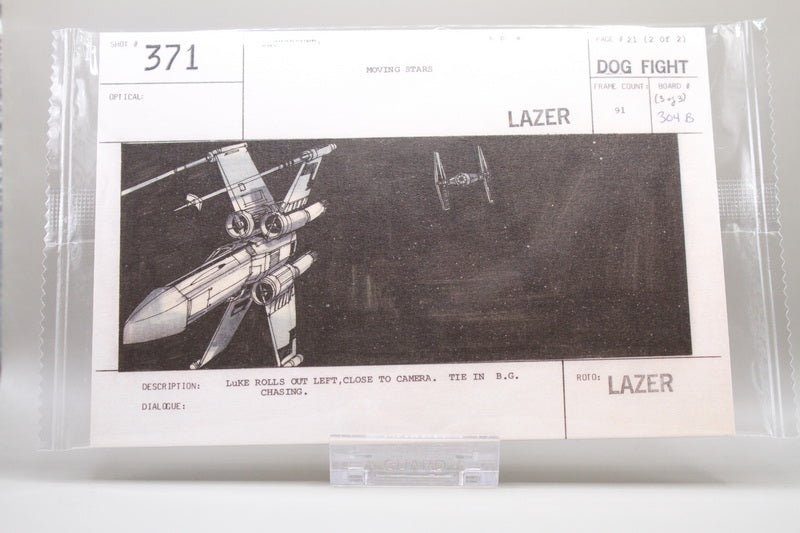 SHOT #
371
PAGE # 21 (2 of 2)
MOVING STARS
DOG FIGHT
OPTICAL:
FRAME COUNT:
BOARD #
91
(3 of 3)
304 B
LAZER
DESCRIPTION: LuKE ROLLS OUT LEFT,CLOSE TO CAMERA. TIE IN B.G.
CHASING.
DIALOGUE:
ROTO: LAZER
GUARD